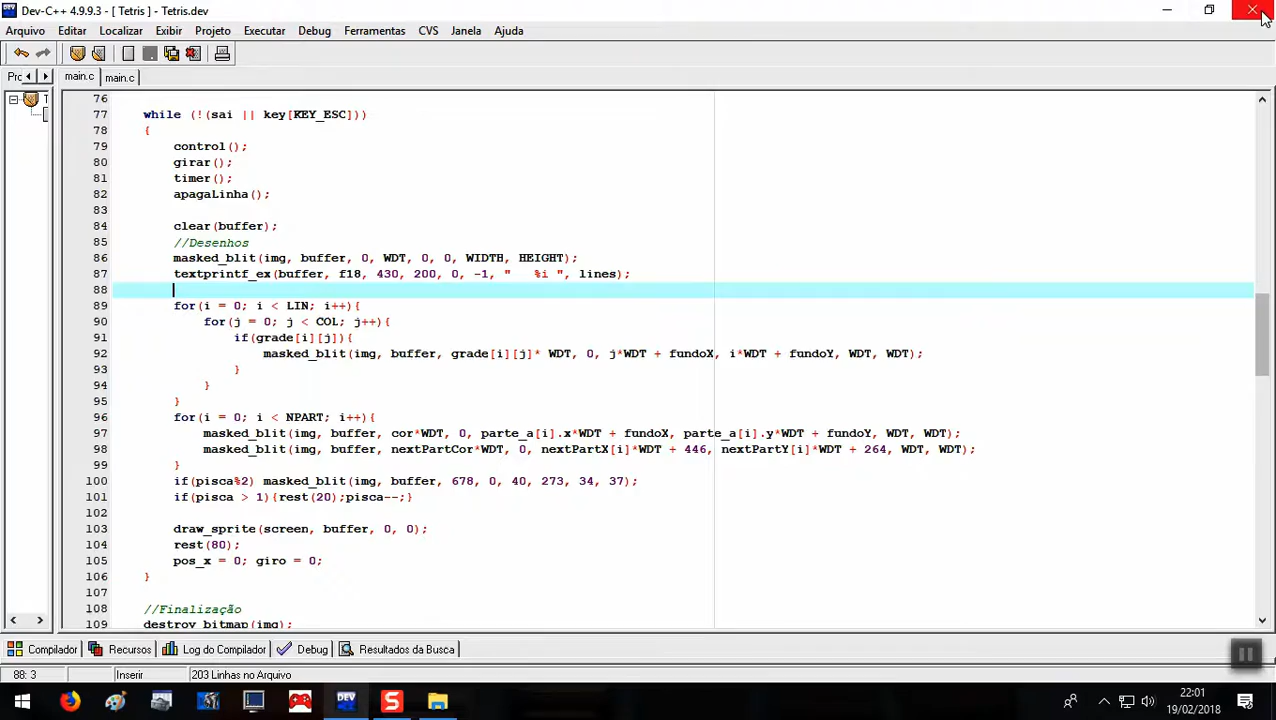 Dev-C++ 4.9.9.3 - [ Tetris ] - Tetris.dev
Arquivo Editar Localizar Exibir Projeto Executar Debug Ferramentas CVS Janela Ajuda
Prc main.c main.c
76
77 while (!(sai || key[KEY_ESC]))
78 {
79 control();
80 girar();
81 timer();
82 apagaLinha();
83
84 clear(buffer);
85 //Desenhos
86 masked_blit(img, buffer, 0, WDT, 0, 0, WIDTH, HEIGHT);
87 textprintf_ex(buffer, f18, 430, 200, 0, -1, "   %i ", lines);
88
89 for(i = 0; i < LIN; i++){
90 for(j = 0; j < COL; j++){
91 if(grade[i][j]){
92 masked_blit(img, buffer, grade[i][j]* WDT, 0, j*WDT + fundoX, i*WDT + fundoY, WDT, WDT);
93 }
94 }
95 }
96 for(i = 0; i < NPART; i++){
97 masked_blit(img, buffer, cor*WDT, 0, parte_a[i].x*WDT + fundoX, parte_a[i].y*WDT + fundoY, WDT, WDT);
98 masked_blit(img, buffer, nextPartCor*WDT, 0, nextPartX[i]*WDT + 446, nextPartY[i]*WDT + 264, WDT, WDT);
99 }
100 if(pisca%2) masked_blit(img, buffer, 678, 0, 40, 273, 34, 37);
101 if(pisca > 1){rest(20);pisca--;}
102
103 draw_sprite(screen, buffer, 0, 0);
104 rest(80);
105 pos_x = 0; giro = 0;
106 }
107
108 //Finalização
109 destroy_bitmap(img);
Compilador Recursos Log do Compilador Debug Resultados da Busca
88: 3 Inserir 203 Linhas no Arquivo
DEV S 22:01
19/02/2018